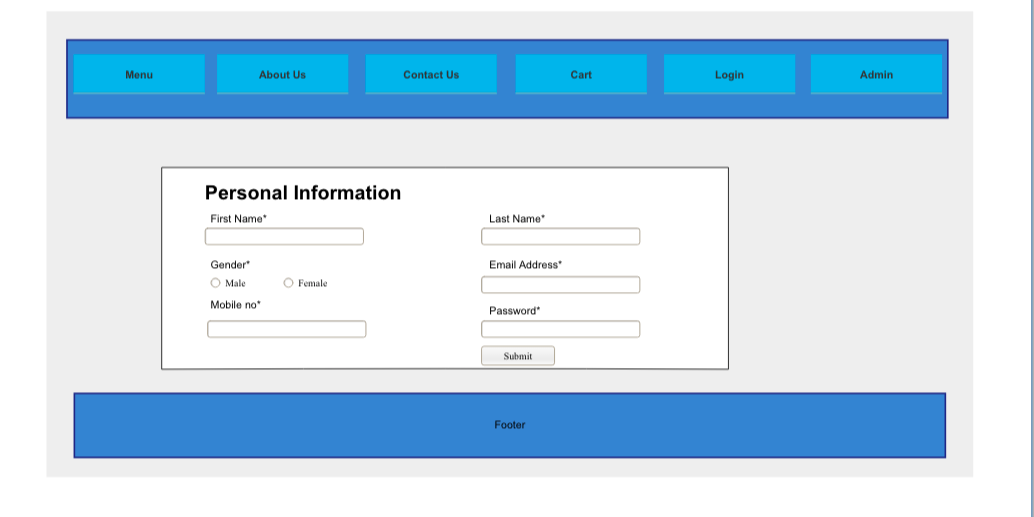 Menu About Us Contact Us Cart Login Admin
Personal Information
First Name* Last Name*
Gender* Email Address*
Male Female
Mobile no* Password*
Submit
Footer